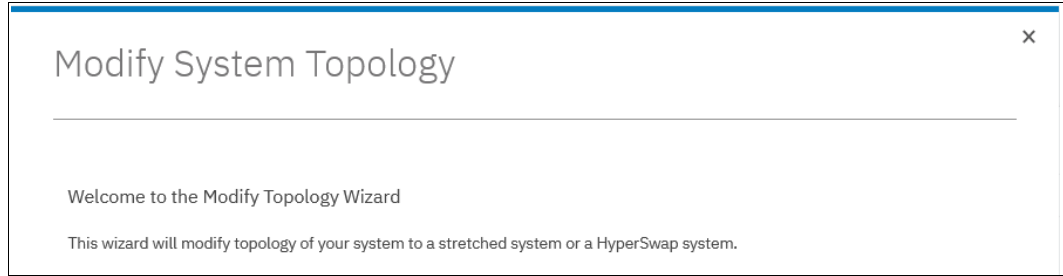 Modify System Topology
Welcome to the Modify Topology Wizard
This wizard will modify topology of your system to a stretched system or a HyperSwap system.